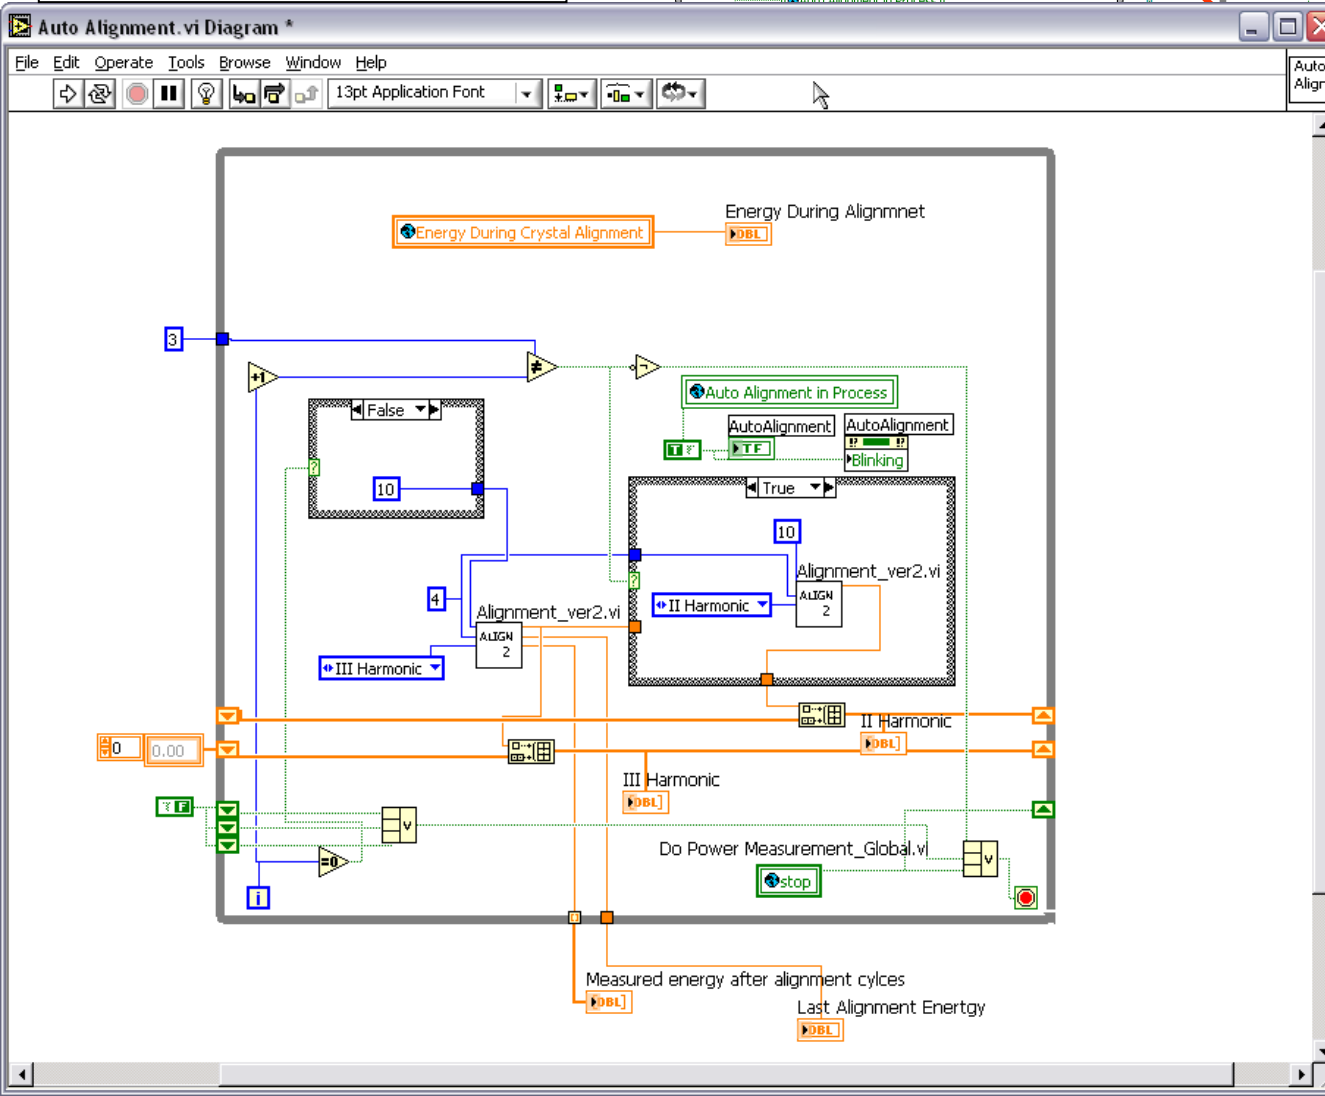 Auto Alignment.vi Diagram *
File Edit Operate Tools Browse Window Help
13pt Application Font
Auto
Align
Energy During Alignmnet
Energy During Crystal Alignment
DBL
3
+1
≠
False
10
Auto Alignment in Process
AutoAlignment
AutoAlignment
T
TF
!? !?
Blinking
?
True
10
Alignment_ver2.vi
4
?
II Harmonic
ALIGN
2
Alignment_ver2.vi
ALIGN
2
III Harmonic
II Harmonic
DBL]
0
0.00
III Harmonic
DBL]
F
v
=0
Do Power Measurement_Global.vi
v
stop
i
Measured energy after alignment cylces
DBL]
Last Alignment Enertgy
DBL